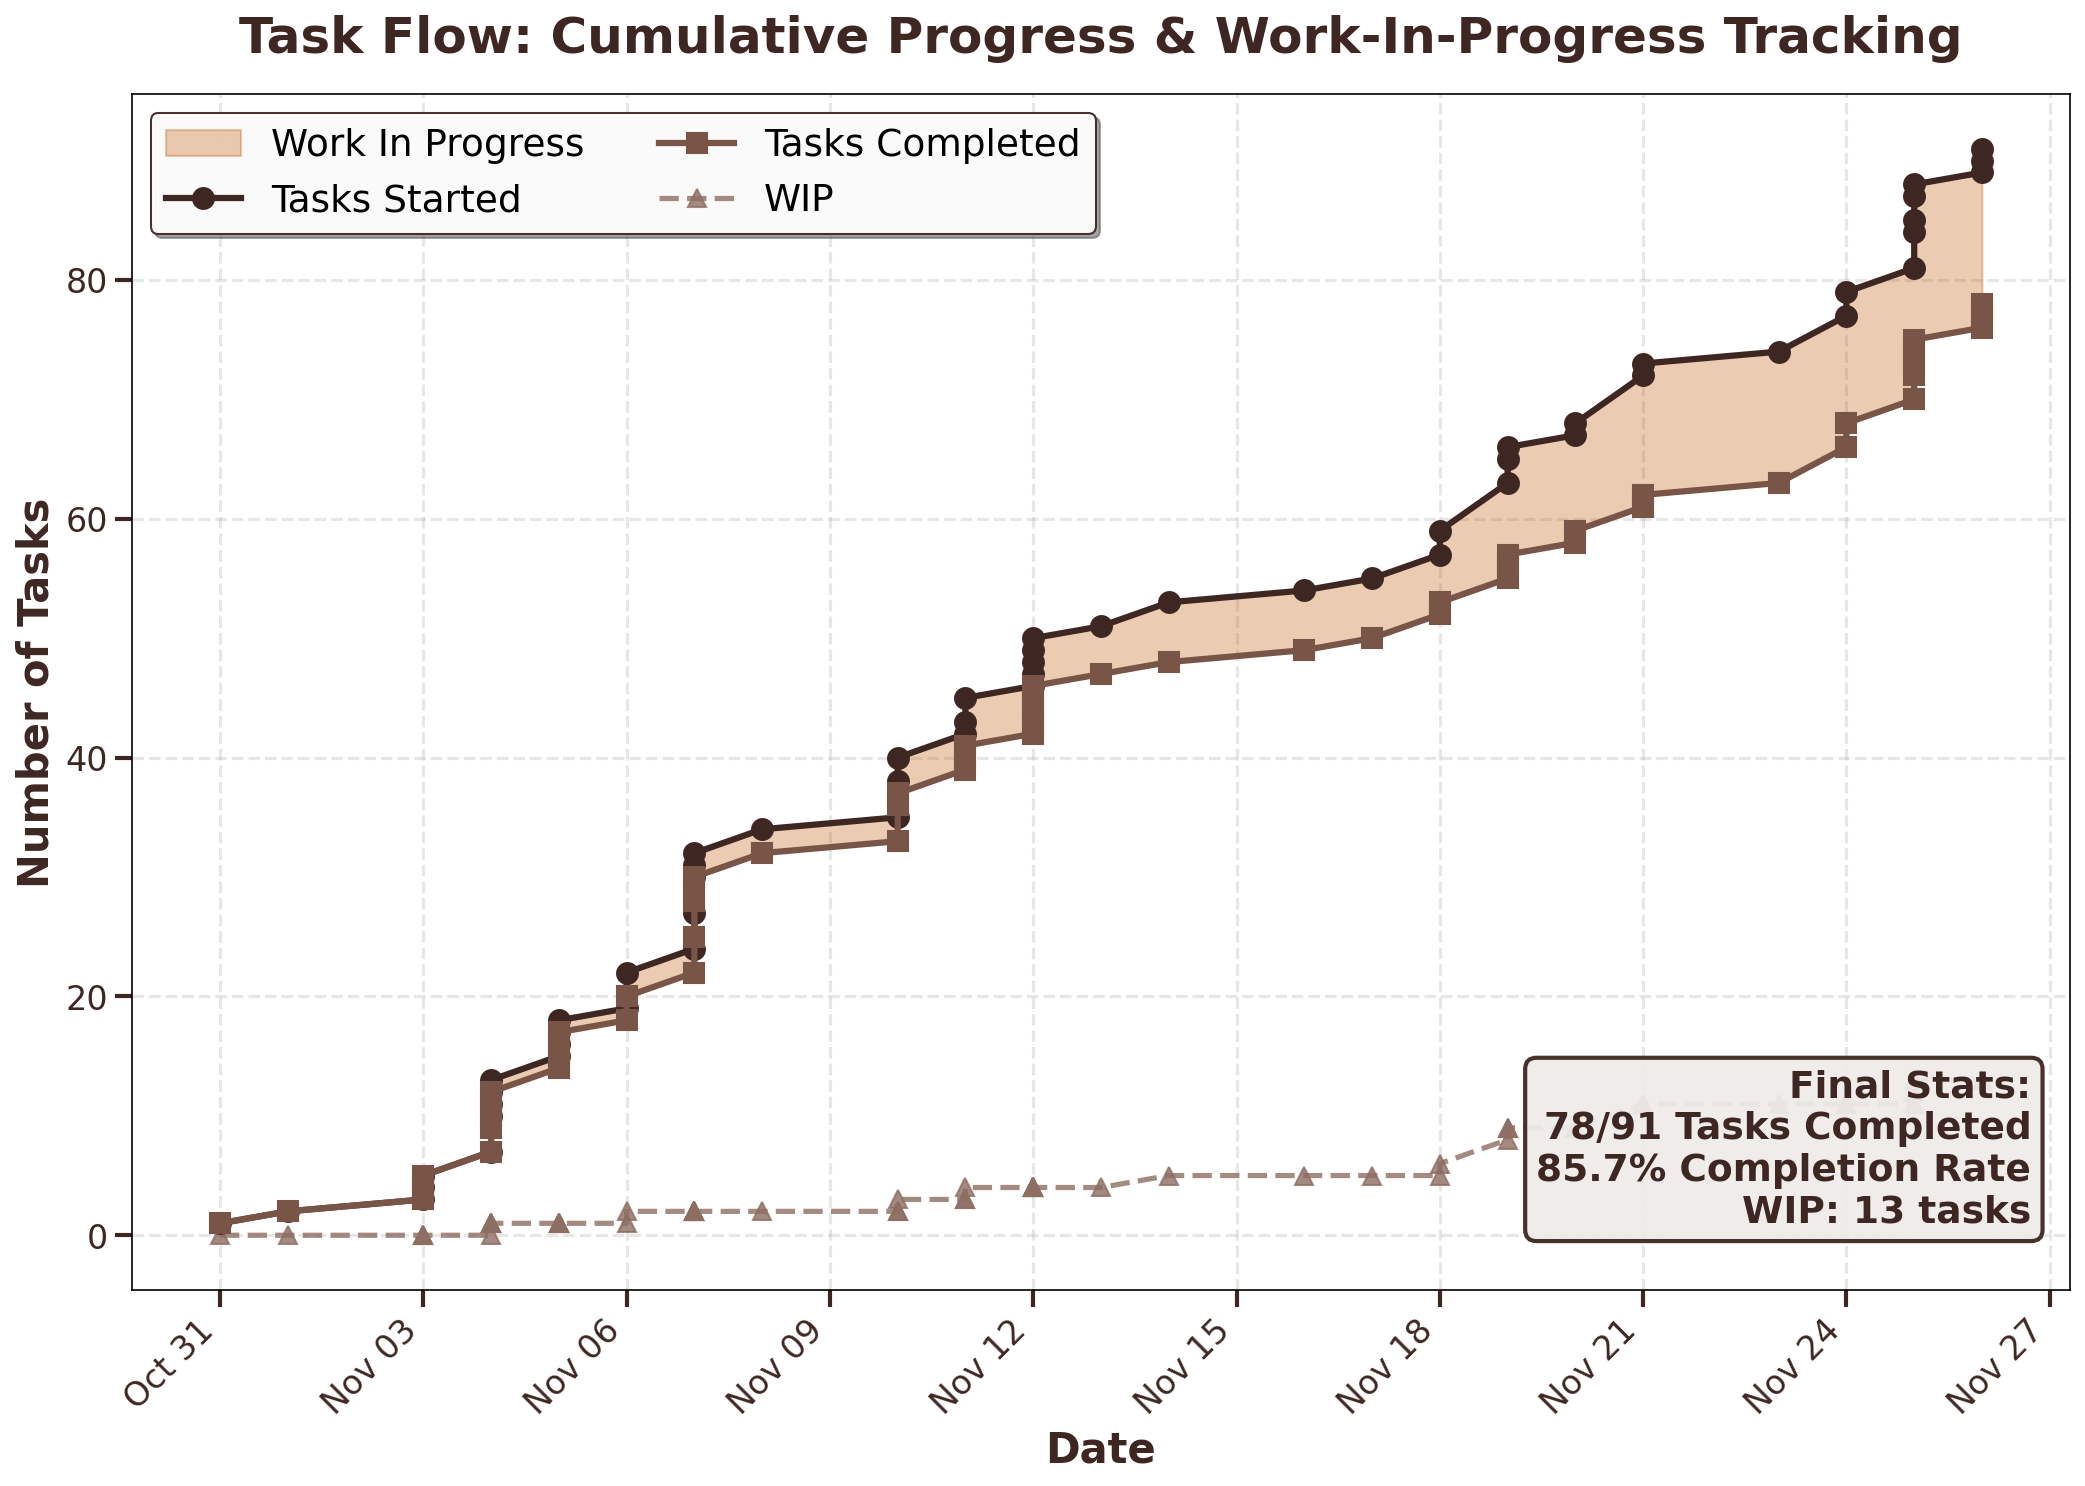 Task Flow: Cumulative Progress & Work-In-Progress Tracking
Work In Progress
Tasks Started
Tasks Completed
WIP
Number of Tasks
80
60
40
20
0
Final Stats:
78/91 Tasks Completed
85.7% Completion Rate
WIP: 13 tasks
Oct 31
Nov 03
Nov 06
Nov 09
Nov 12
Nov 15
Nov 18
Nov 21
Nov 24
Nov 27
Date